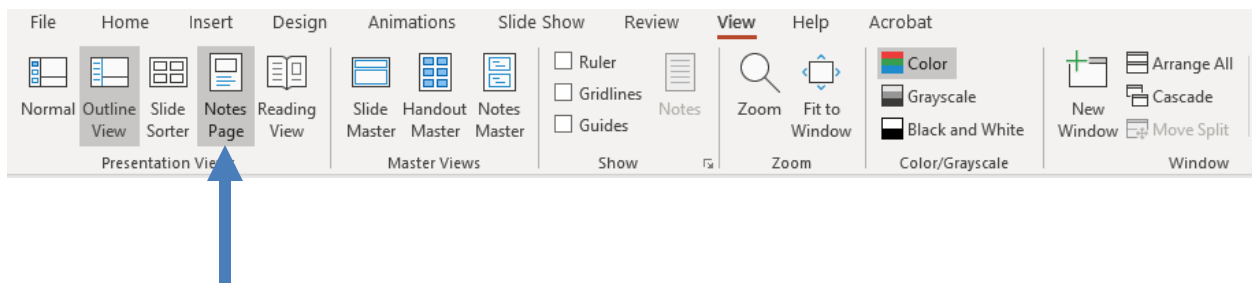 File Home Insert Design Animations Slide Show Review View Help Acrobat
Normal Outline View Slide Sorter Notes Page Reading View
Slide Master Handout Master Notes Master
Ruler
Gridlines
Guides
Notes
Zoom Fit to Window
Color
Grayscale
Black and White
New Window
Arrange All
Cascade
Move Split
Presentation Master Views Show Zoom Color/Grayscale Window